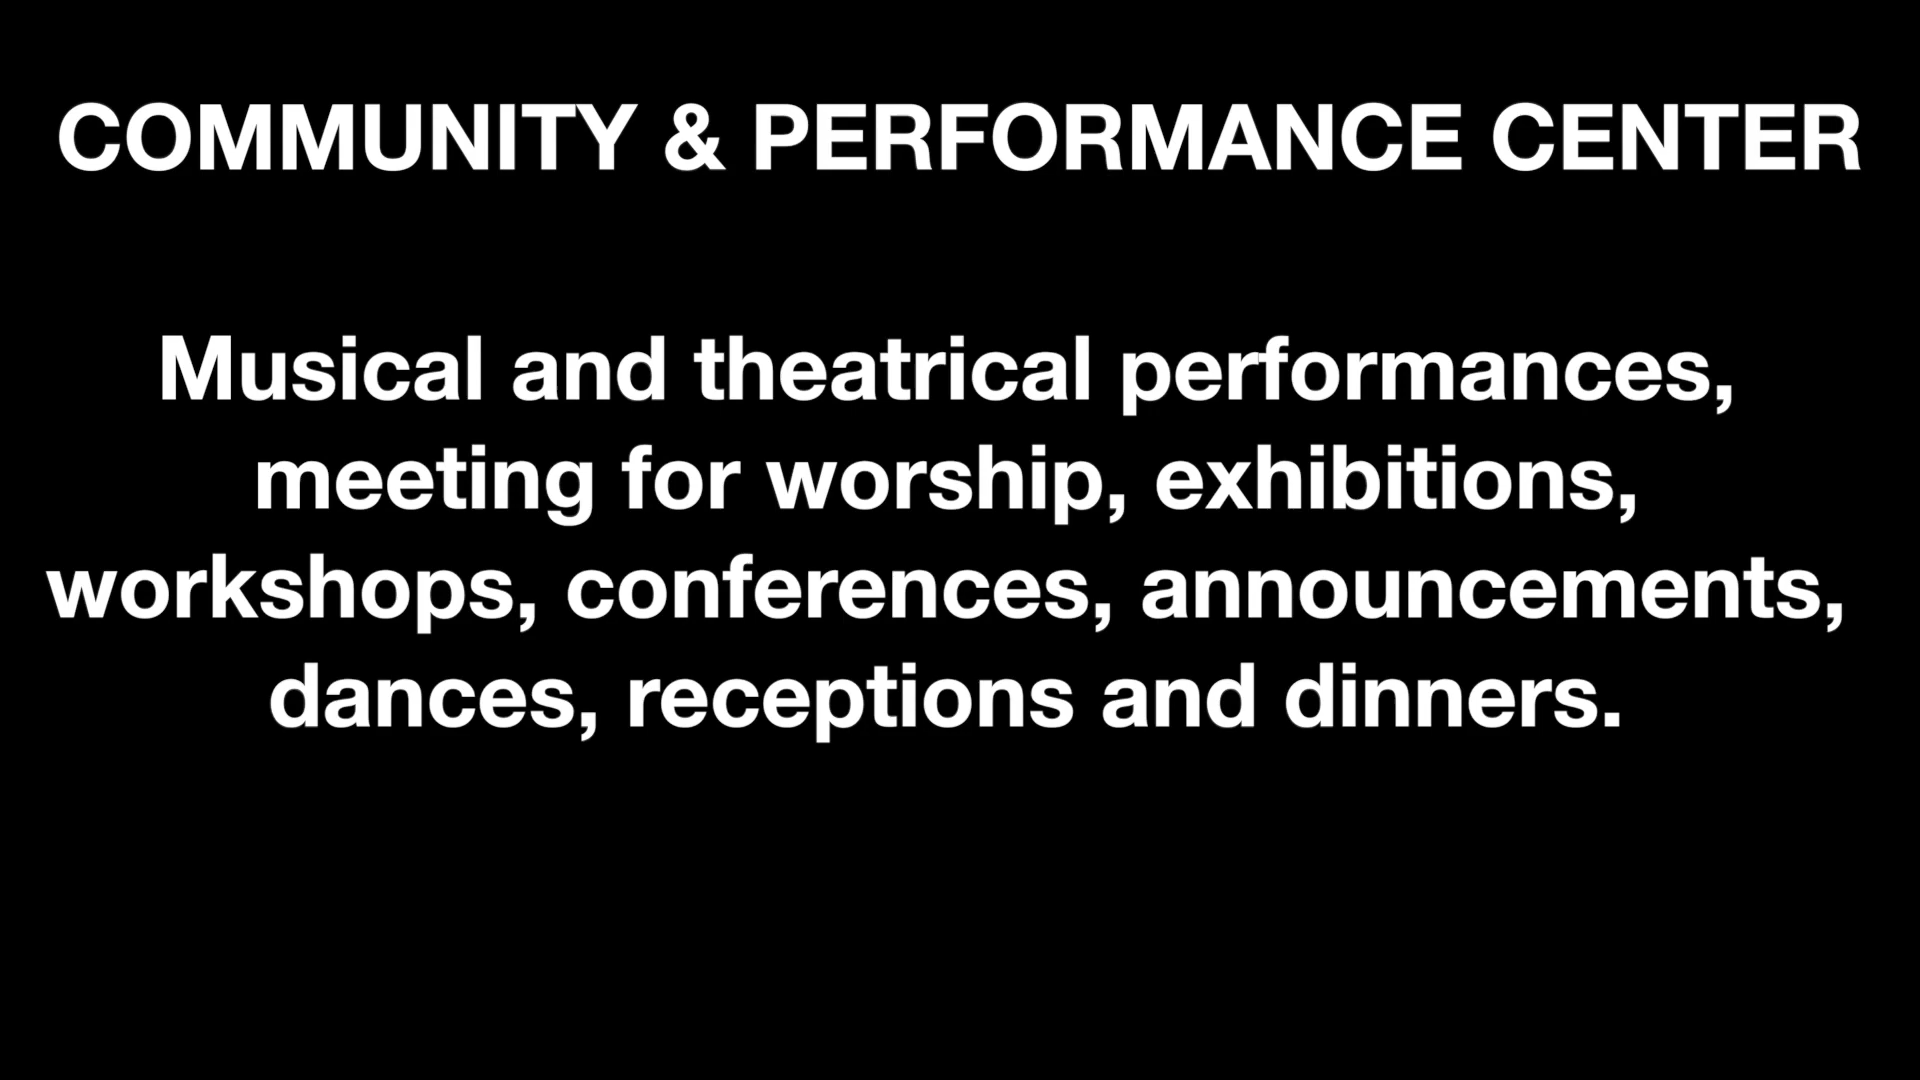 COMMUNITY & PERFORMANCE CENTER
Musical and theatrical performances,
meeting for worship, exhibitions,
workshops, conferences, announcements,
dances, receptions and dinners.